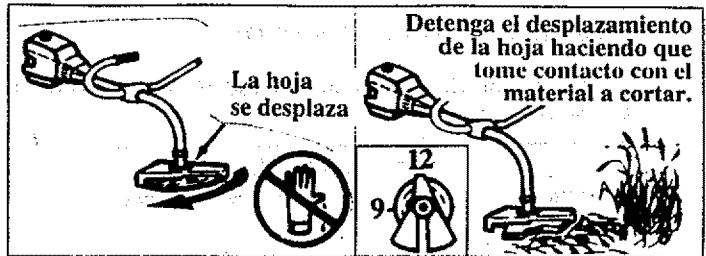 La hoja
se desplaza
Detenga el desplazamiento
de la hoja haciendo que
tome contacto con el
material a cortar.
12
9